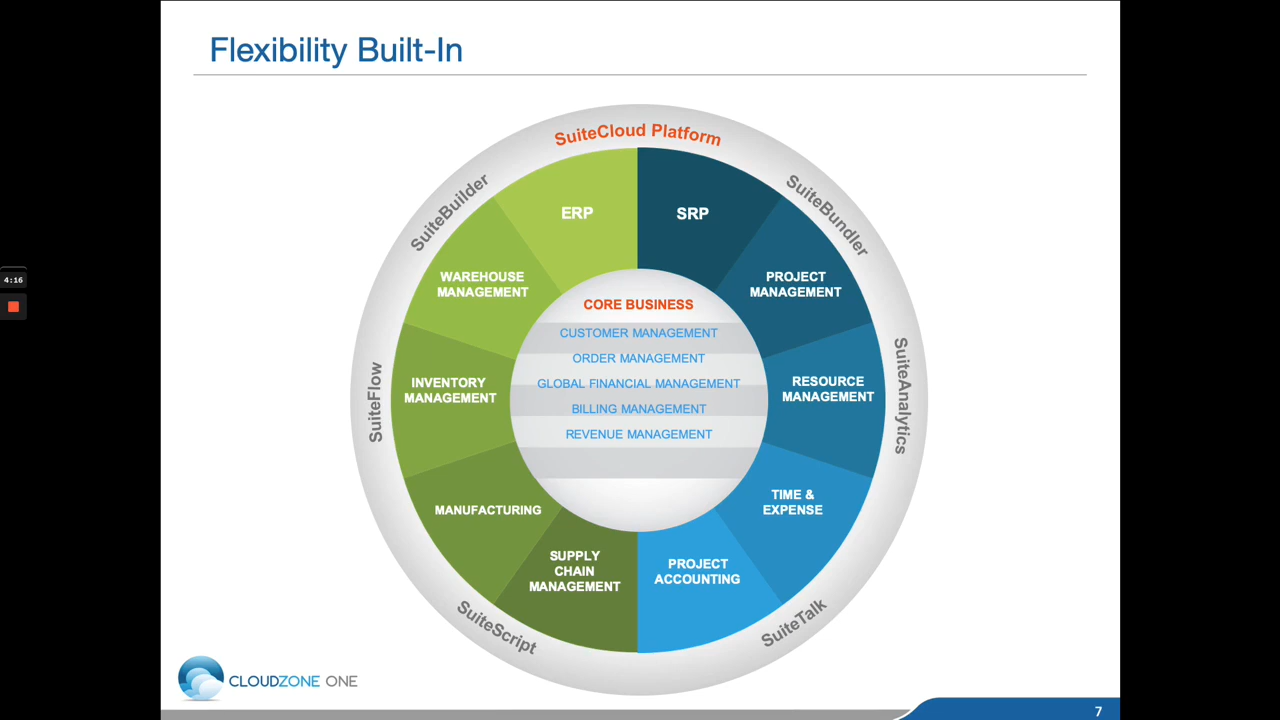 Flexibility Built-In
SuiteCloud Platform
SuiteBuilder
SuiteBundler
ERP
SRP
WAREHOUSE
MANAGEMENT
PROJECT
MANAGEMENT
4:16
CORE BUSINESS
CUSTOMER MANAGEMENT
ORDER MANAGEMENT
GLOBAL FINANCIAL MANAGEMENT
BILLING MANAGEMENT
REVENUE MANAGEMENT
SuiteFlow
INVENTORY
MANAGEMENT
RESOURCE
MANAGEMENT
SuiteAnalytics
MANUFACTURING
TIME &
EXPENSE
SUPPLY
CHAIN
MANAGEMENT
PROJECT
ACCOUNTING
SuiteScript
SuiteTalk
CLOUDZONE ONE
7